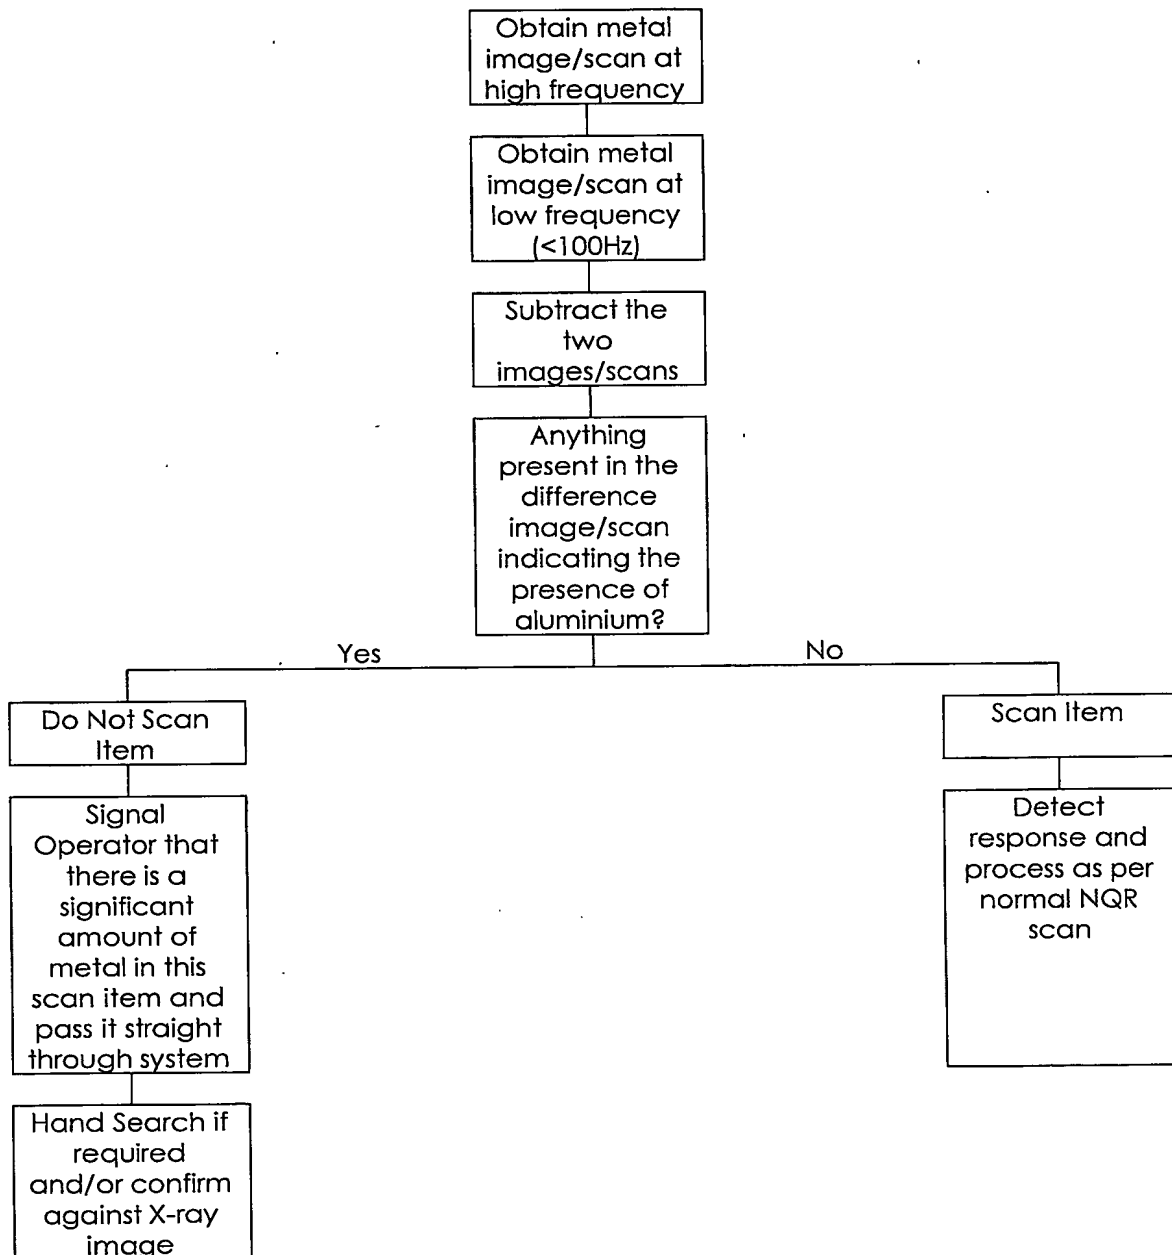 Obtain metal
image/scan at
high frequency
Obtain metal
image/scan at
low frequency
(<100Hz)
Subtract the
two
images/scans
Anything
present in the
difference
image/scan
indicating the
presence of
aluminium?
Yes
No
Do Not Scan
Item
Signal
Operator that
there is a
significant
amount of
metal in this
scan item and
pass it straight
through system
Hand Search if
required
and/or confirm
against X-ray
image
Scan Item
Detect
response and
process as per
normal NQR
scan